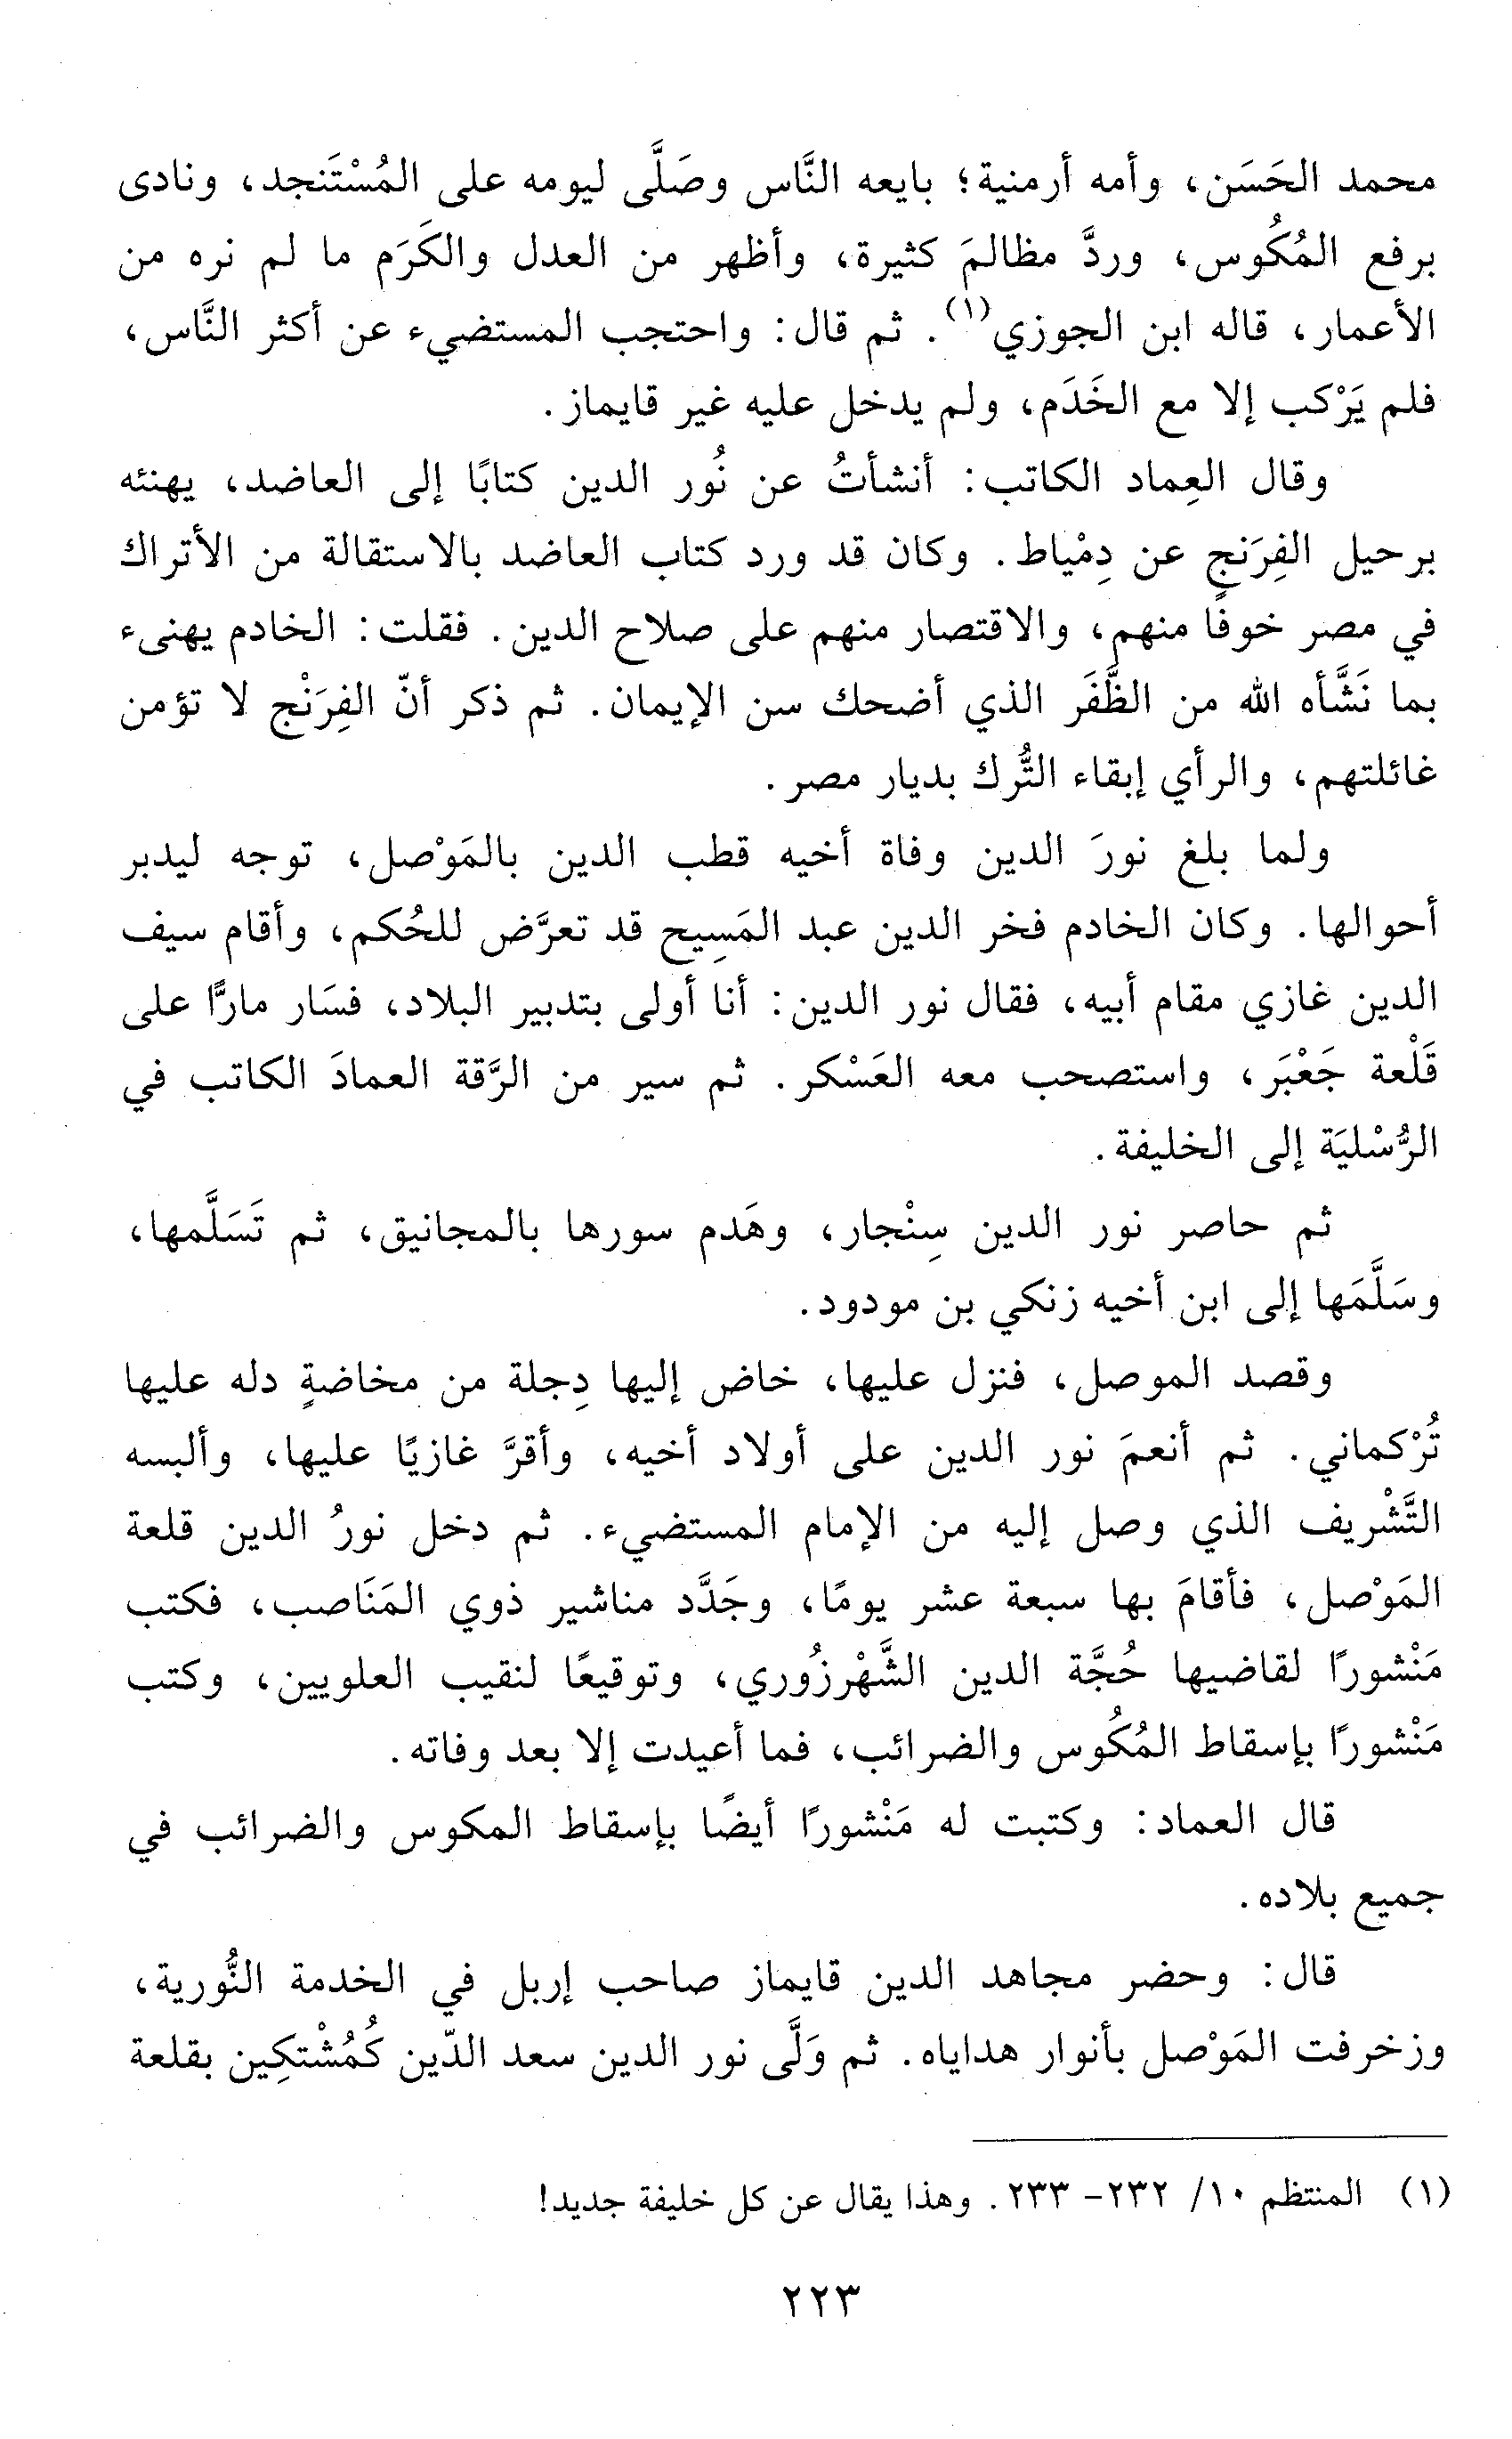 محمد الحَسَن، وأمه أرمنية؛ بايعه النَّاس وصَلَّى ليومه على المُسْتَنجد، ونادى
برفع المُكُوس، وردَّ مظالمَ كثيرة، وأظهر من العدل والكَرَم ما لم نره من
الأعمار، قاله ابن الجوزي(١). ثم قال: واحتجب المستضيء عن أكثر النَّاس،
فلم يَرْكب إلا مع الخَدَم، ولم يدخل عليه غير قايماز.
وقال العِماد الكاتب: أنشأتُ عن نُور الدين كتابًا إلى العاضد، يهنئه
برحيل الفِرَنج عن دِمْياط. وكان قد ورد كتاب العاضد بالاستقالة من الأتراك
في مصر خوفًا منهم، والاقتصار منهم على صلاح الدين. فقلت: الخادم يهنىء
بما نَشَّأه الله من الظَّفَر الذي أضحك سن الإيمان. ثم ذكر أنّ الفِرَنْج لا تؤمن
غائلتهم، والرأي إبقاء التُّرك بديار مصر.
ولما بلغ نورَ الدين وفاة أخيه قطب الدين بالمَوْصل، توجه ليدبر
أحوالها. وكان الخادم فخر الدين عبد المَسِيح قد تعرَّض للحُكم، وأقام سيف
الدين غازي مقام أبيه، فقال نور الدين: أنا أولى بتدبير البلاد، فسَار مارًّا على
قَلْعة جَعْبَر، واستصحب معه العَسْكر. ثم سير من الرَّقة العمادَ الكاتب في
الرُّسْليَة إلى الخليفة.
ثم حاصر نور الدين سِنْجار، وهَدم سورها بالمجانيق، ثم تَسَلَّمها،
وسَلَّمَها إلى ابن أخيه زنكي بن مودود.
وقصد الموصل، فنزل عليها، خاض إليها دِجلة من مخاضةٍ دله عليها
تُرْكماني. ثم أنعمَ نور الدين على أولاد أخيه، وأقرَّ غازيًا عليها، وألبسه
التَّشْريف الذي وصل إليه من الإمام المستضيء. ثم دخل نورُ الدين قلعة
المَوْصل، فأقامَ بها سبعة عشر يومًا، وجَدَّد مناشير ذوي المَنَاصب، فكتب
مَنْشورًا لقاضيها حُجَّة الدين الشَّهْرزُوري، وتوقيعًا لنقيب العلويين، وكتب
مَنْشورًا بإسقاط المُكُوس والضرائب، فما أعيدت إلا بعد وفاته.
قال العماد: وكتبت له مَنْشورًا أيضًا بإسقاط المكوس والضرائب في
جميع بلاده.
قال: وحضر مجاهد الدين قايماز صاحب إربل في الخدمة النُّورية،
وزخرفت المَوْصل بأنوار هداياه. ثم وَلَّى نور الدين سعد الدّين كُمُشْتكِين بقلعة
(١) المنتظم ١٠/ ٢٣٢- ٢٣٣. وهذا يقال عن كل خليفة جديد!
٢٢٣